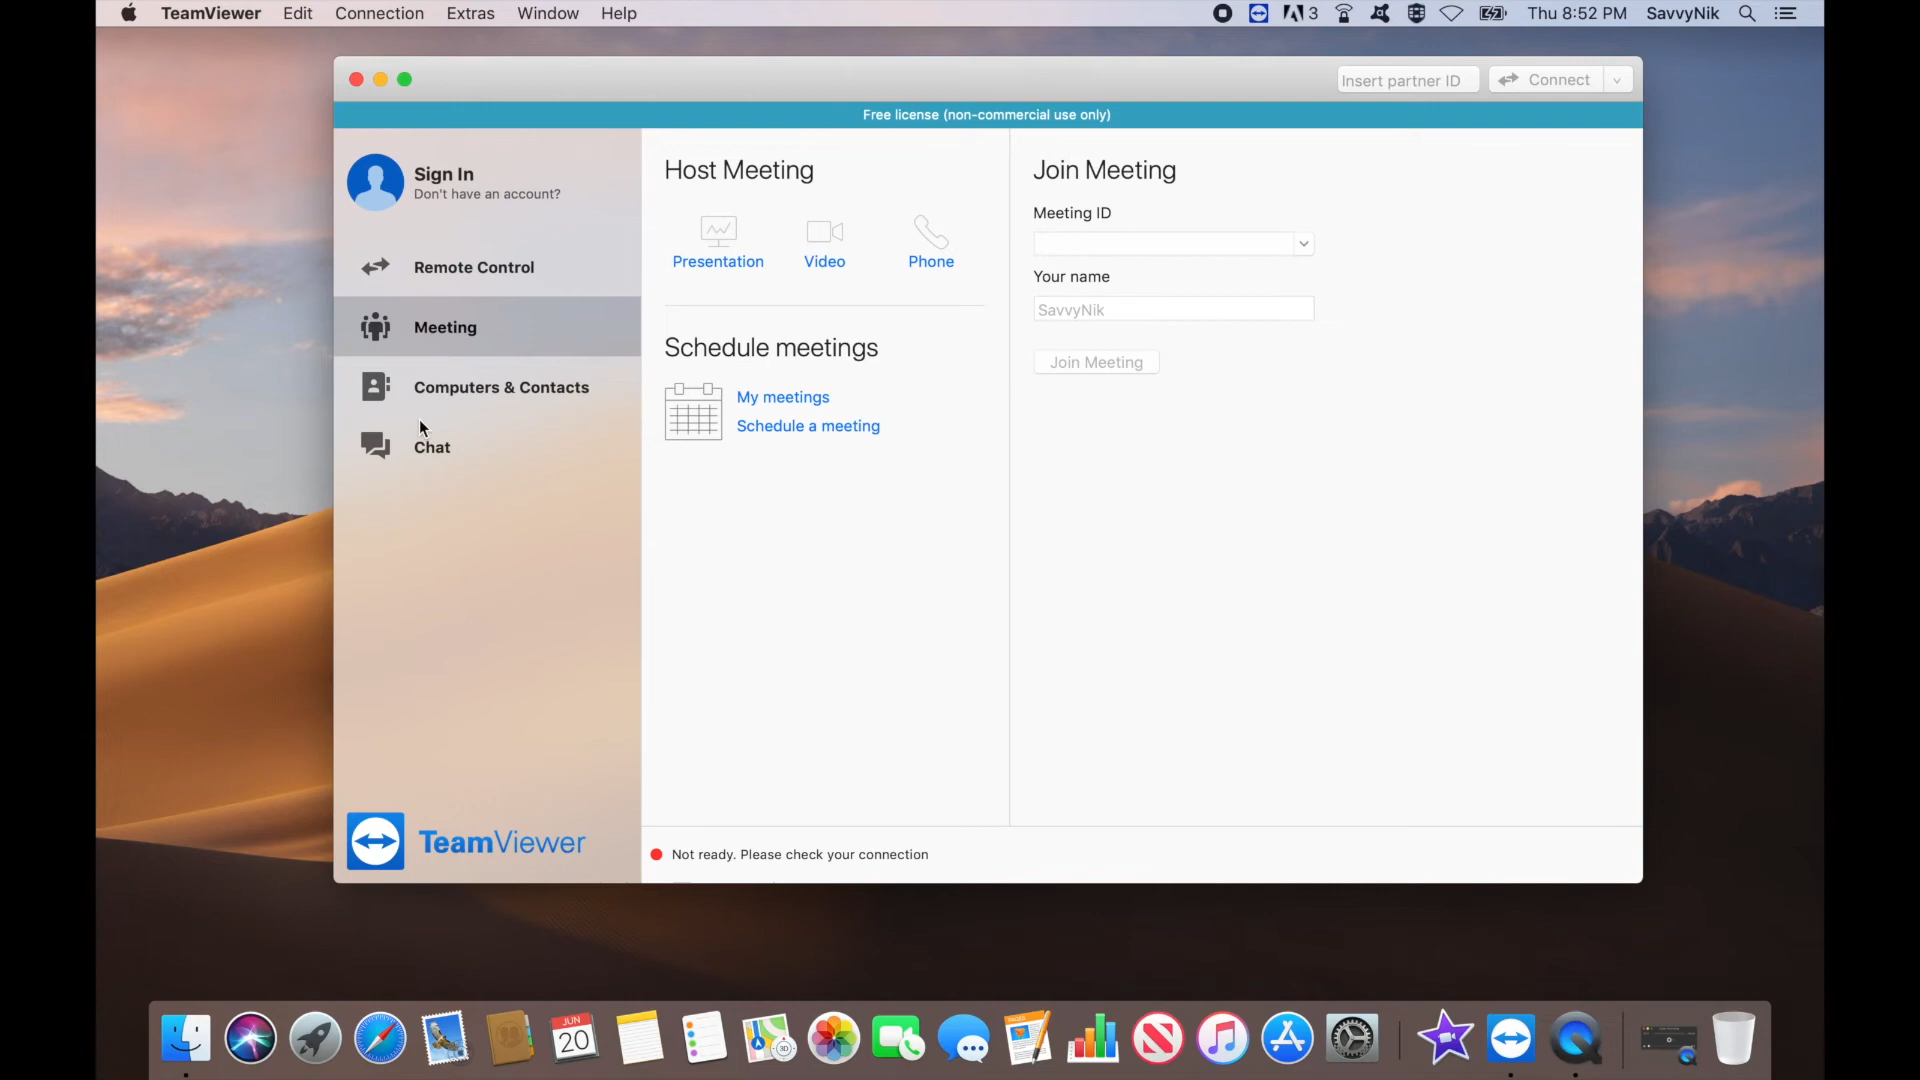 TeamViewer Edit Connection Extras Window Help
3 Thu 8:52 PM SavvyNik
Insert partner ID Connect
Free license (non-commercial use only)
Sign In
Don't have an account?
Remote Control
Meeting
Computers & Contacts
Chat
TeamViewer
Host Meeting
Presentation Video Phone
Schedule meetings
My meetings
Schedule a meeting
Join Meeting
Meeting ID
Your name
SavvyNik
Join Meeting
Not ready. Please check your connection
JUN
20
3D